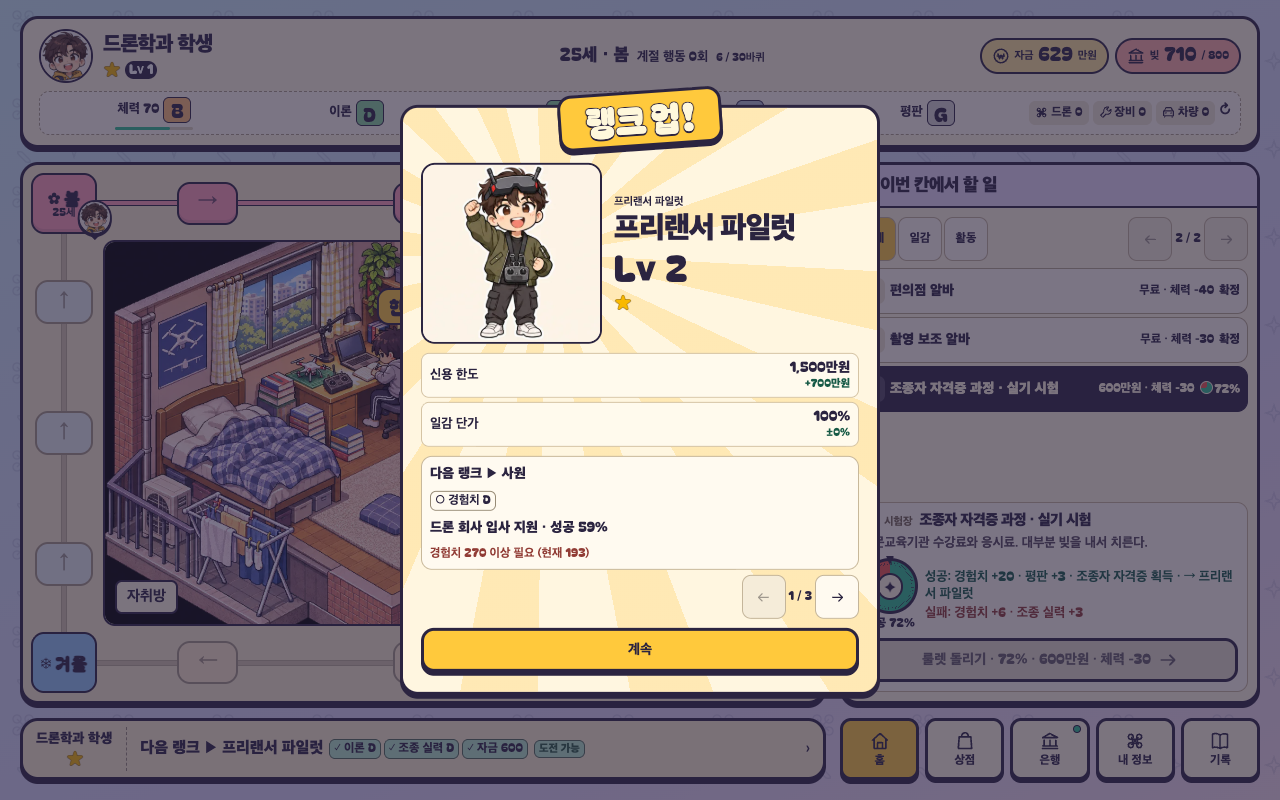 드론학과 학생
Lv 1
25세 · 봄 계절 행동 0회 6 / 30바퀴
자금 629 만원
빚 710 / 800
체력 70 B
이론 D
평판 G
드론 0
장비 0
차량 0
랭크 업!
프리랜서 파일럿
프리랜서 파일럿
Lv 2
신용 한도
1,500만원
+700만원
일감 단가
100%
±0%
다음 랭크 ▶ 사원
경험치 D
드론 회사 입사 지원 · 성공 59%
경험치 270 이상 필요 (현재 193)
← 1 / 3 →
계속
봄
25세
→
↑
↑
↑
자취방
겨울
←
이번 칸에서 할 일
일감
활동
← 2 / 2 →
편의점 알바
무료 · 체력 -40 확정
촬영 보조 알바
무료 · 체력 -30 확정
조종자 자격증 과정 · 실기 시험
600만원 · 체력 -30 72%
시험장 조종자 자격증 과정 · 실기 시험
교육기관 수강료와 응시료. 대부분 빚을 내서 치른다.
72%
성공: 경험치 +20 · 평판 +3 · 조종자 자격증 획득 · → 프리랜
서 파일럿
실패: 경험치 +6 · 조종 실력 +3
룰렛 돌리기 · 72% · 600만원 · 체력 -30 →
드론학과 학생
다음 랭크 ▶ 프리랜서 파일럿 ✓ 이론 D ✓ 조종 실력 D ✓ 자금 600 도전 가능 ›
홈
상점
은행
내 정보
기록